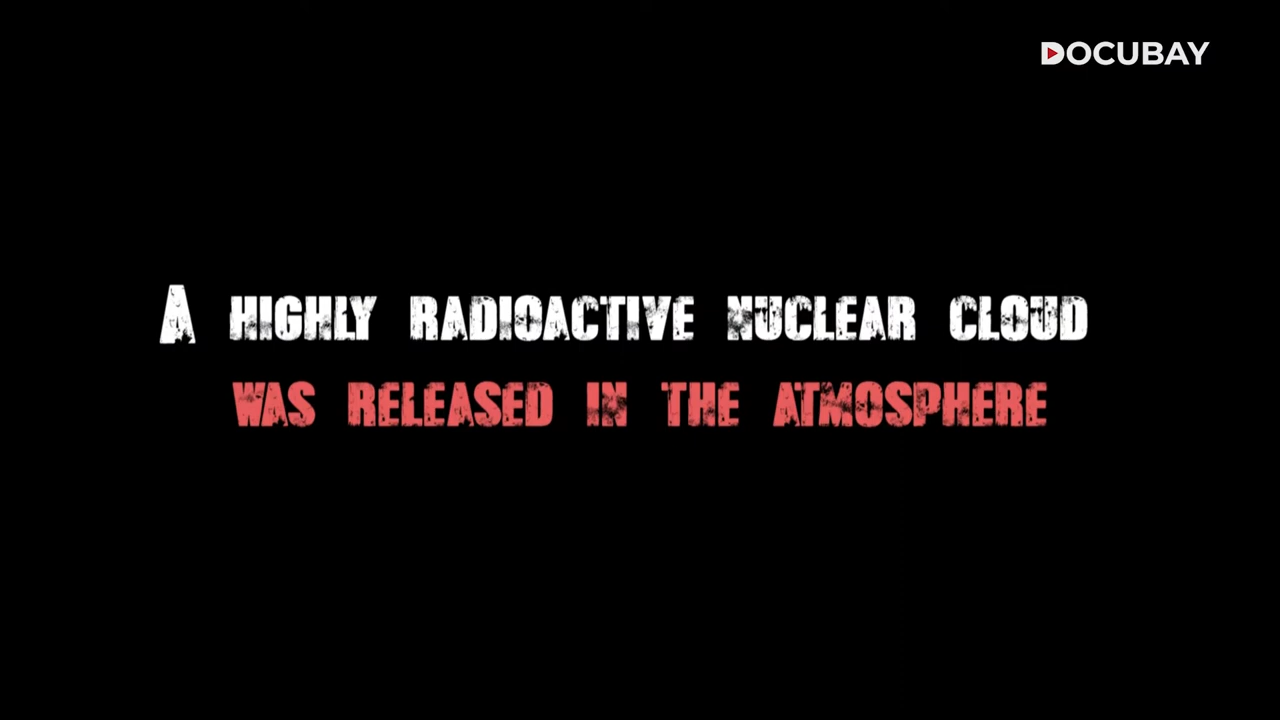 DOCUBAY
A HIGHLY RADIOACTIVE NUCLEAR CLOUD
WAS RELEASED IN THE ATMOSPHERE